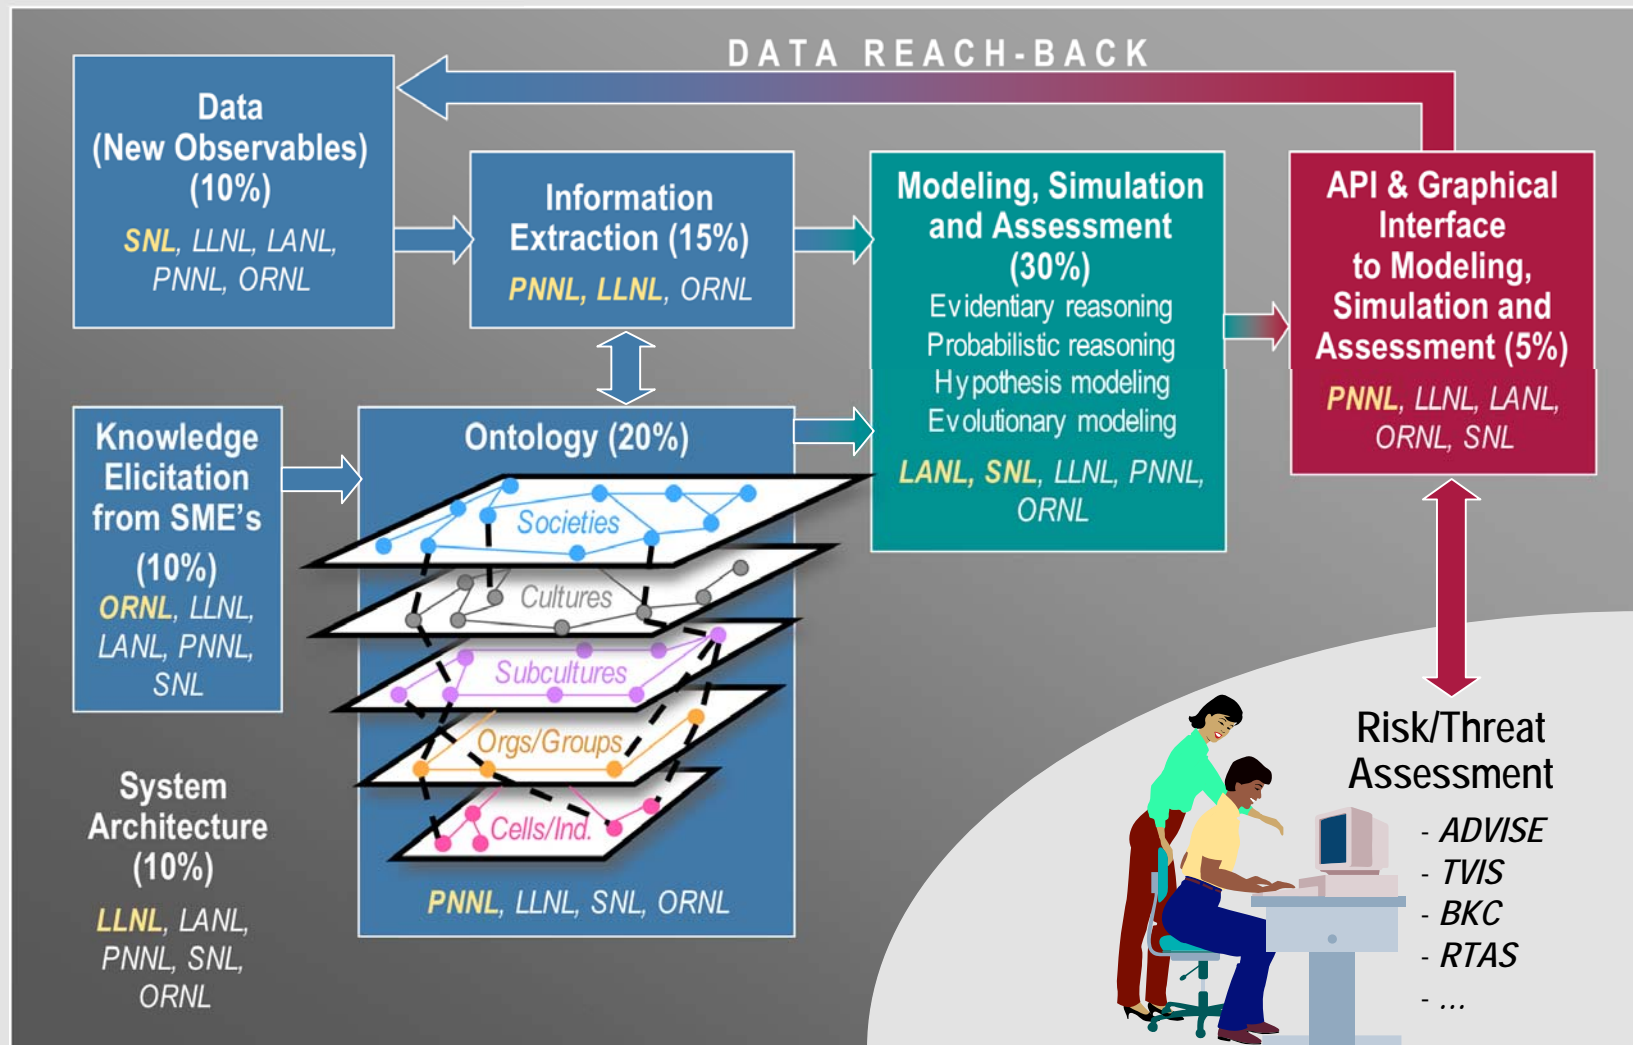 DATA REACH-BACK
Data
(New Observables)
(10%)
SNL, LLNL, LANL,
PNNL, ORNL
Information
Extraction (15%)
PNNL, LLNL, ORNL
Modeling, Simulation
and Assessment
(30%)
Evidentiary reasoning
Probabilistic reasoning
Hypothesis modeling
Evolutionary modeling
LANL, SNL, LLNL, PNNL,
ORNL
API & Graphical
Interface
to Modeling,
Simulation and
Assessment (5%)
PNNL, LLNL, LANL,
ORNL, SNL
Knowledge
Elicitation
from SME's
(10%)
ORNL, LLNL,
LANL, PNNL,
SNL
Ontology (20%)
Societies
Cultures
Subcultures
Orgs/Groups
Cells/Ind.
PNNL, LLNL, SNL, ORNL
System
Architecture
(10%)
LLNL, LANL,
PNNL, SNL,
ORNL
Risk/Threat
Assessment
- ADVISE
- TVIS
- BKC
- RTAS
- ...